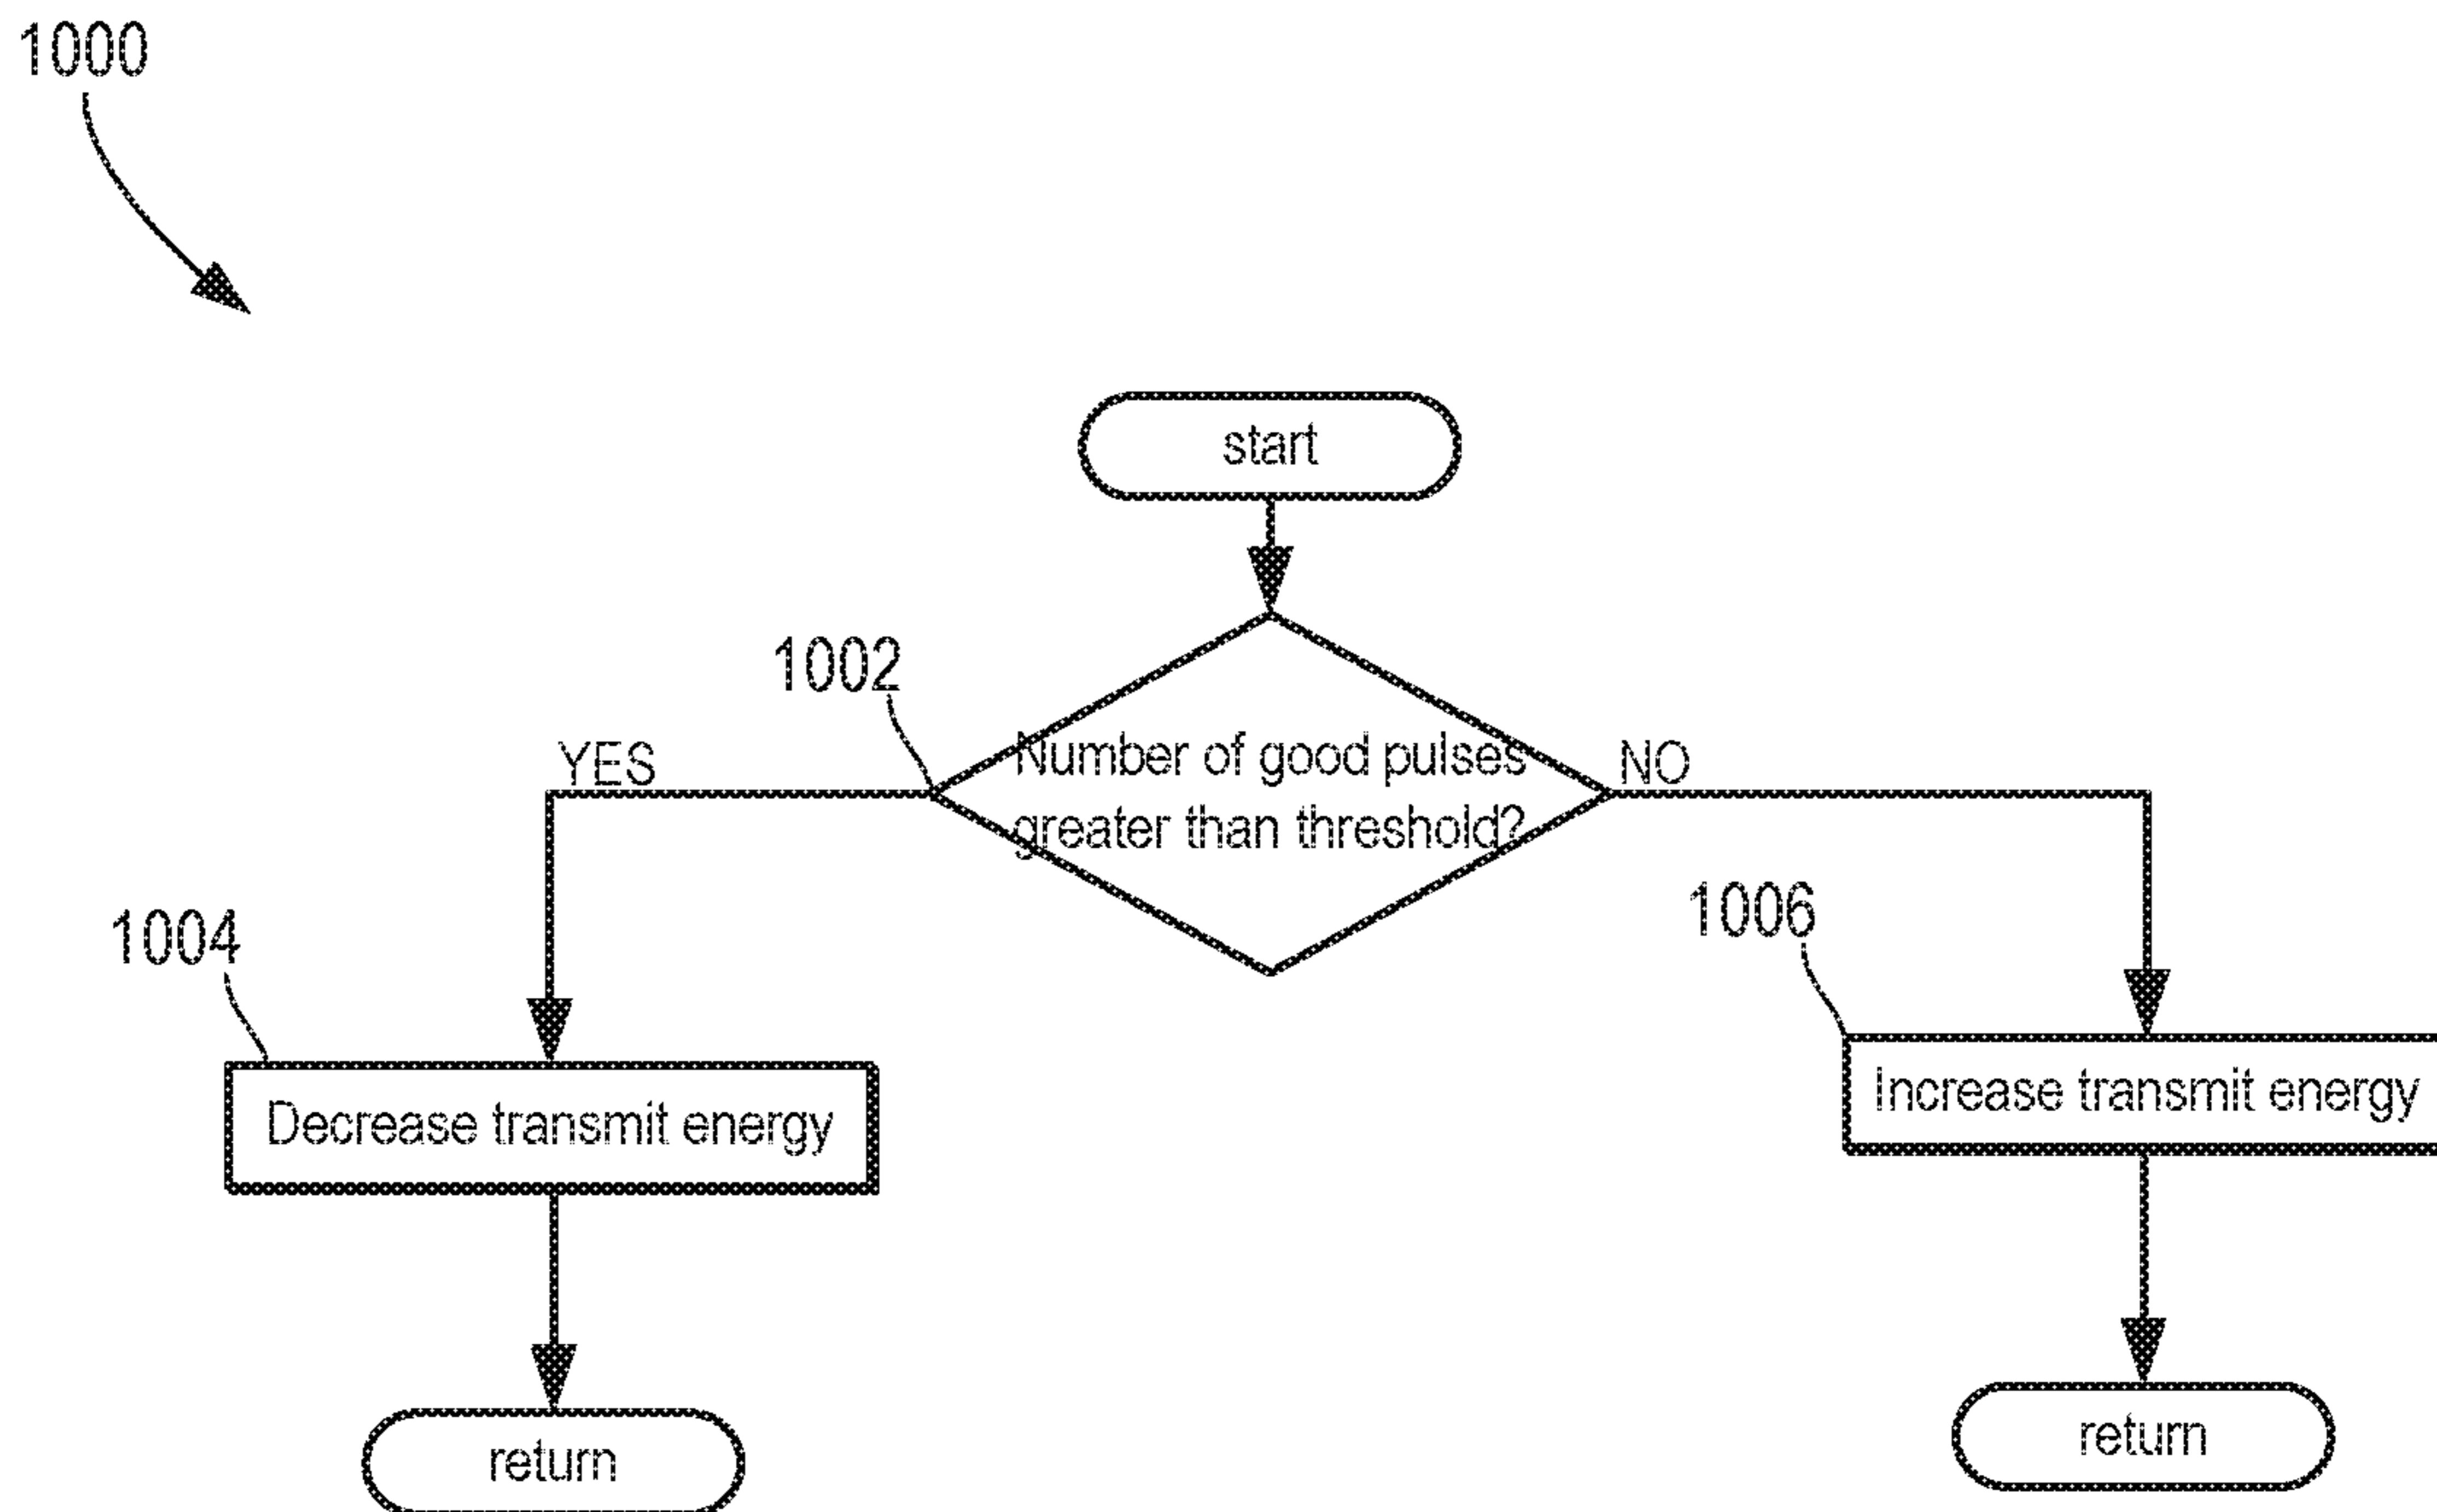 1000
start
1002
YES
Number of good pulses
NO
greater than threshold?
1004
1006
Decrease transmit energy
Increase transmit energy
return
return